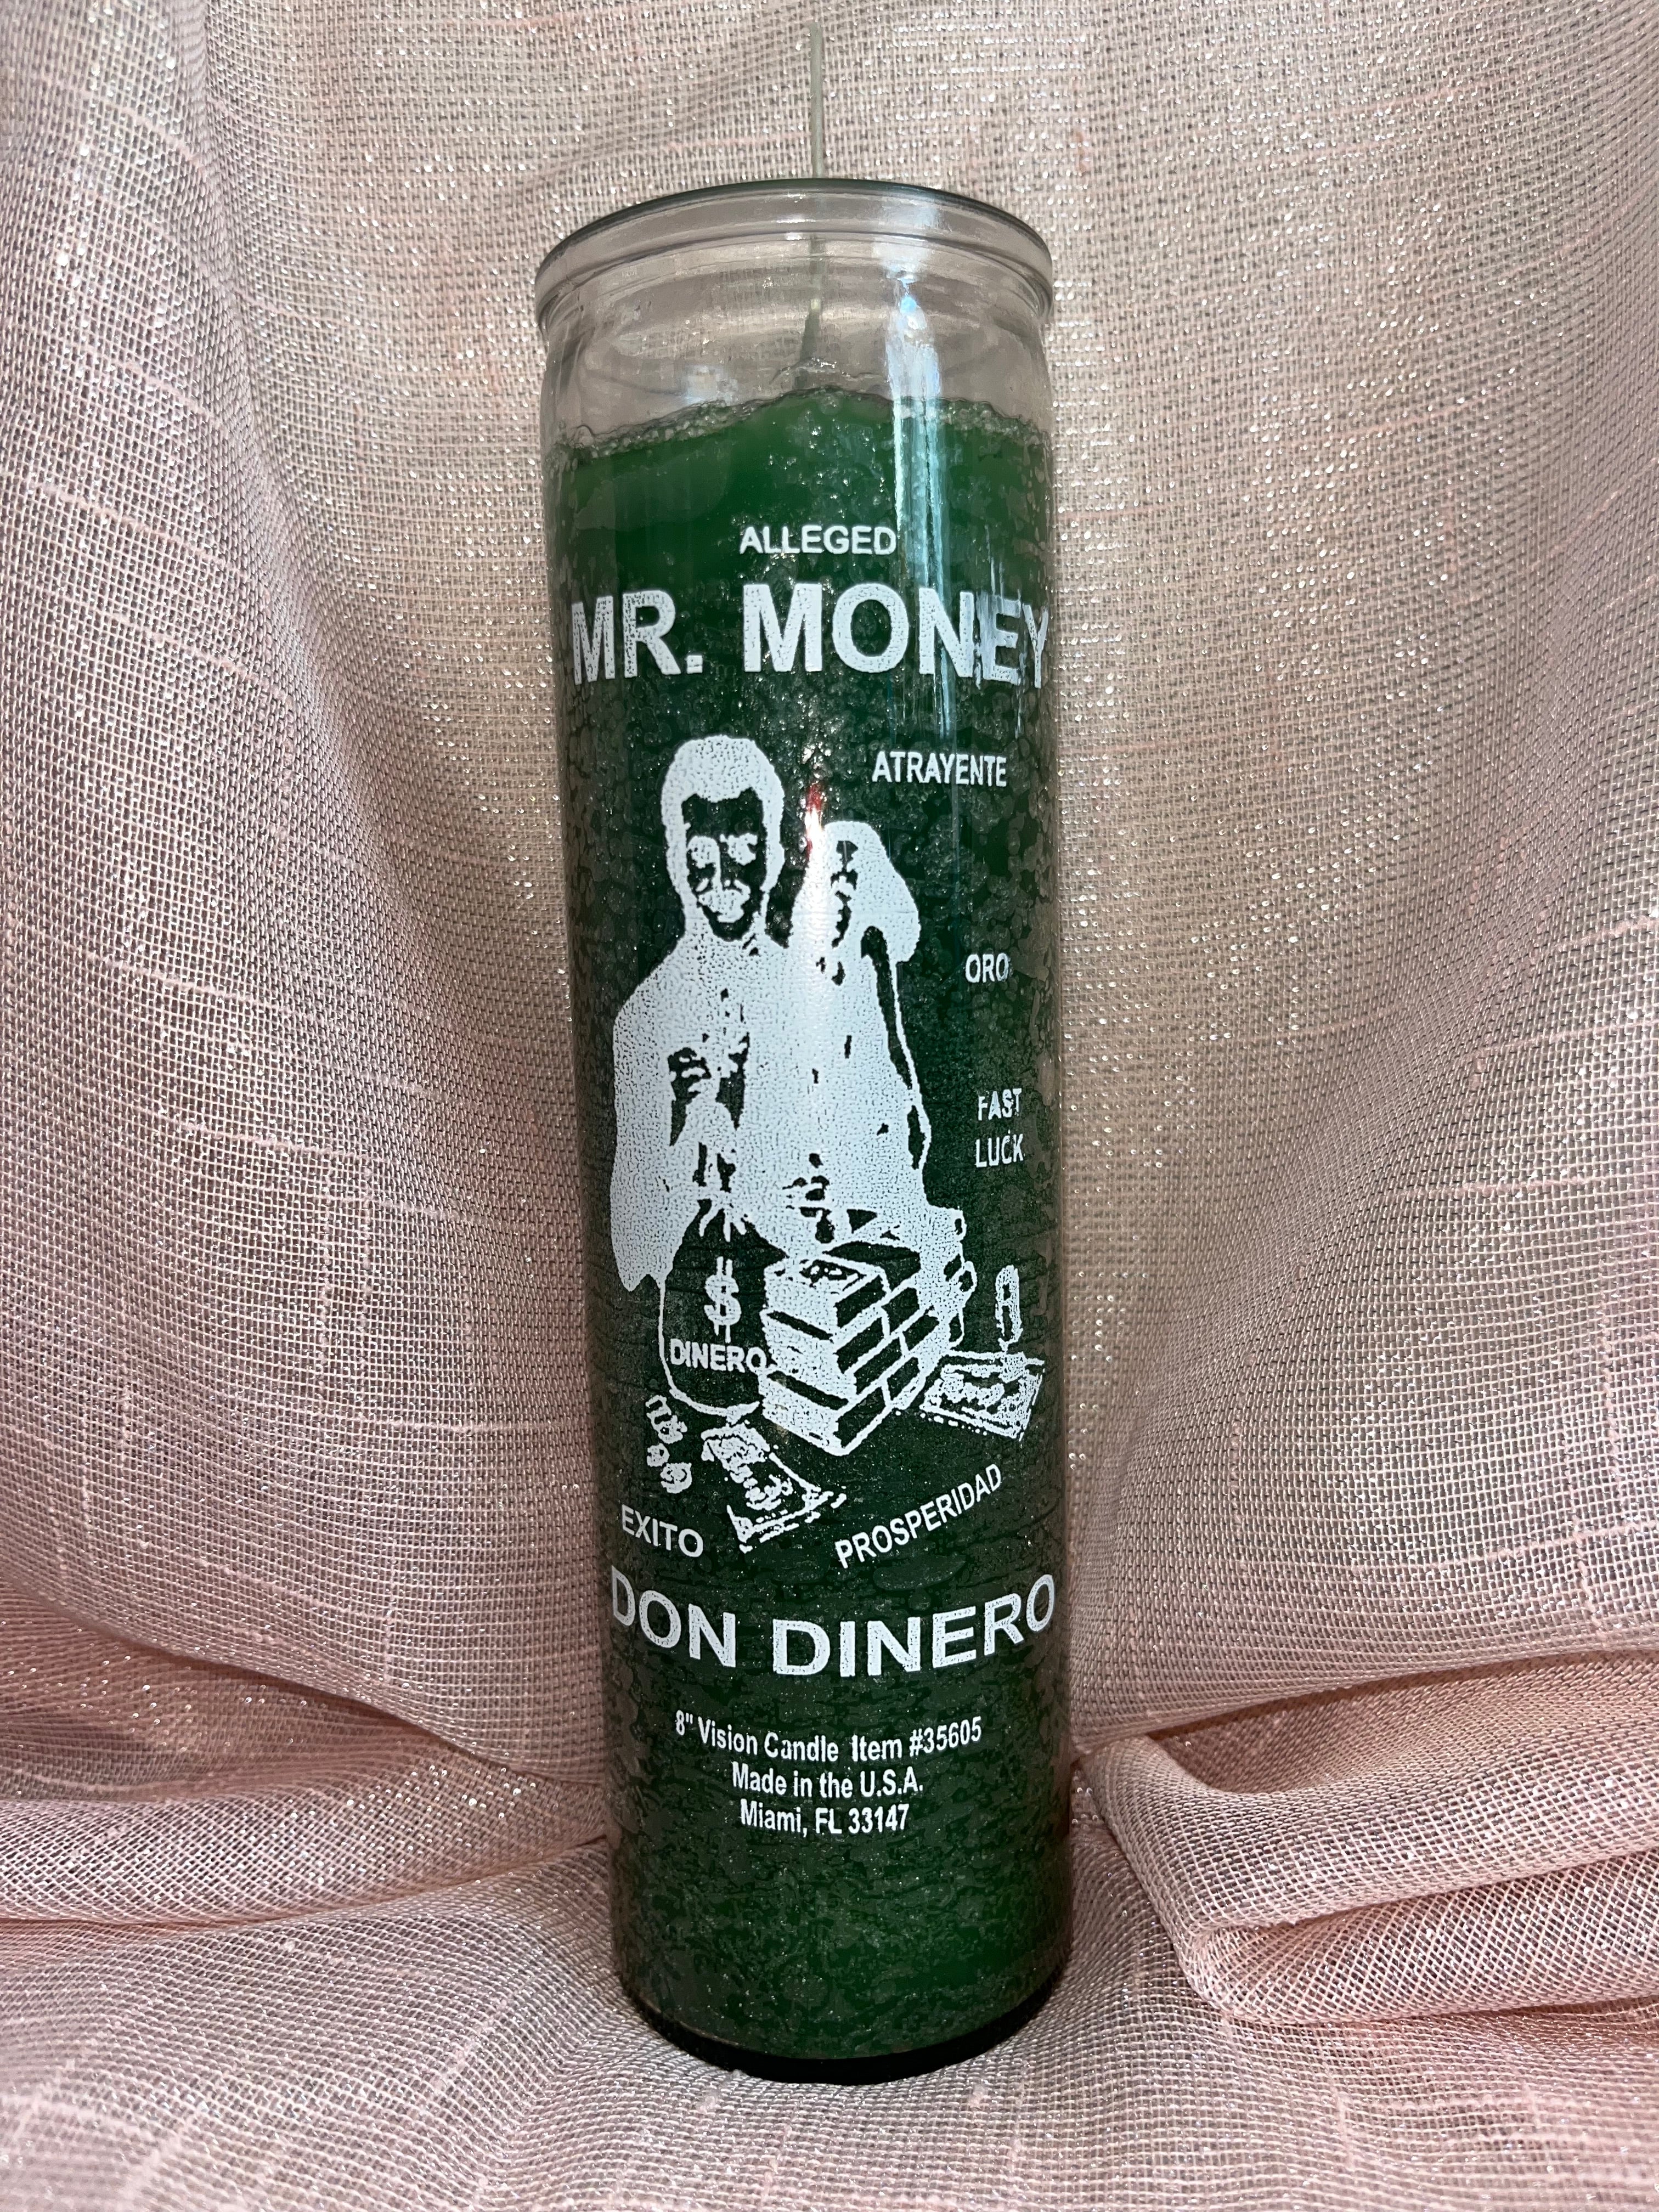 ALLEGED
MR. MONEY
ATRAYENTE
ORO
FAST
LUCK
$
DINERO
EXITO
PROSPERIDAD
DON DINERO
8" Vision Candle Item #35605
Made in the U.S.A.
Miami, FL 33147